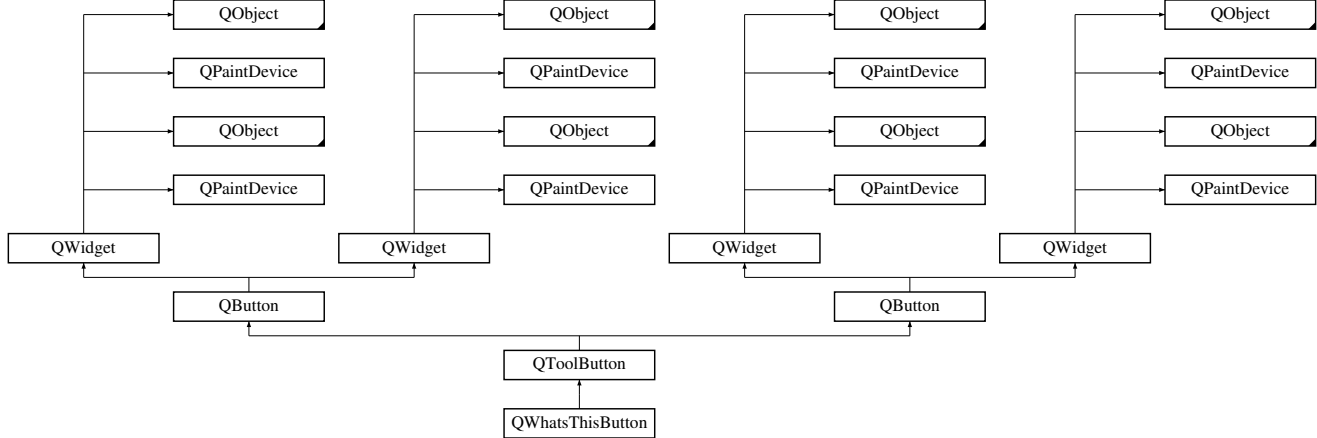 QObject QObject QObject QObject
QPaintDevice QPaintDevice QPaintDevice QPaintDevice
QObject QObject QObject QObject
QPaintDevice QPaintDevice QPaintDevice QPaintDevice
QWidget QWidget QWidget QWidget
QButton QButton
QToolButton
QWhatsThisButton